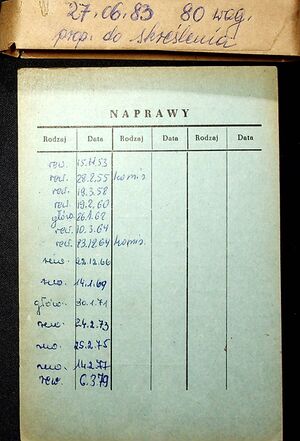 27.06.83 80 wag.
prop. do skreślenia
NAPRAWY
Rodzaj Data Rodzaj Data Rodzaj Data
rew. 15.11.53
rew. 28.2.55 komis
rew. 19.3.58
rew. 19.2.60
główn. 26.1.62
rew. 10.3.64
rew. 23.12.64 komis.
rew. 22.12.66
rew. 14.1.69
główn. 30.1.71
rew. 24.2.73
rew. 25.2.75
rew. 14.2.77
rew. 6.3.79